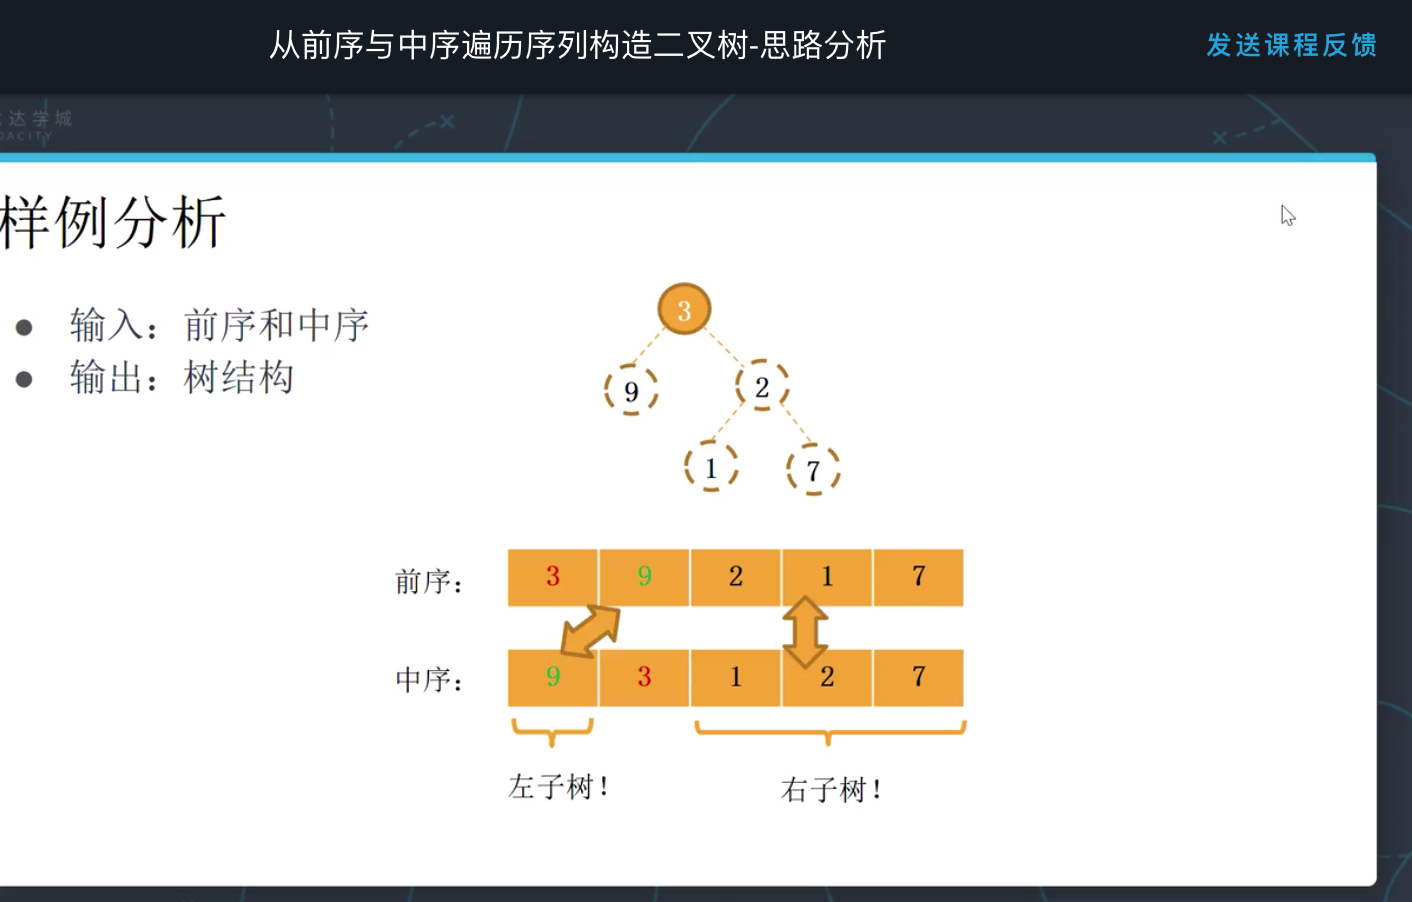 从前序与中序遍历序列构造二叉树-思路分析
发送课程反馈
达学城
DACITY
样例分析
● 输入：前序和中序
● 输出：树结构
3
9
2
1
7
前序：
3 9 2 1 7
中序：
9 3 1 2 7
左子树！
右子树！